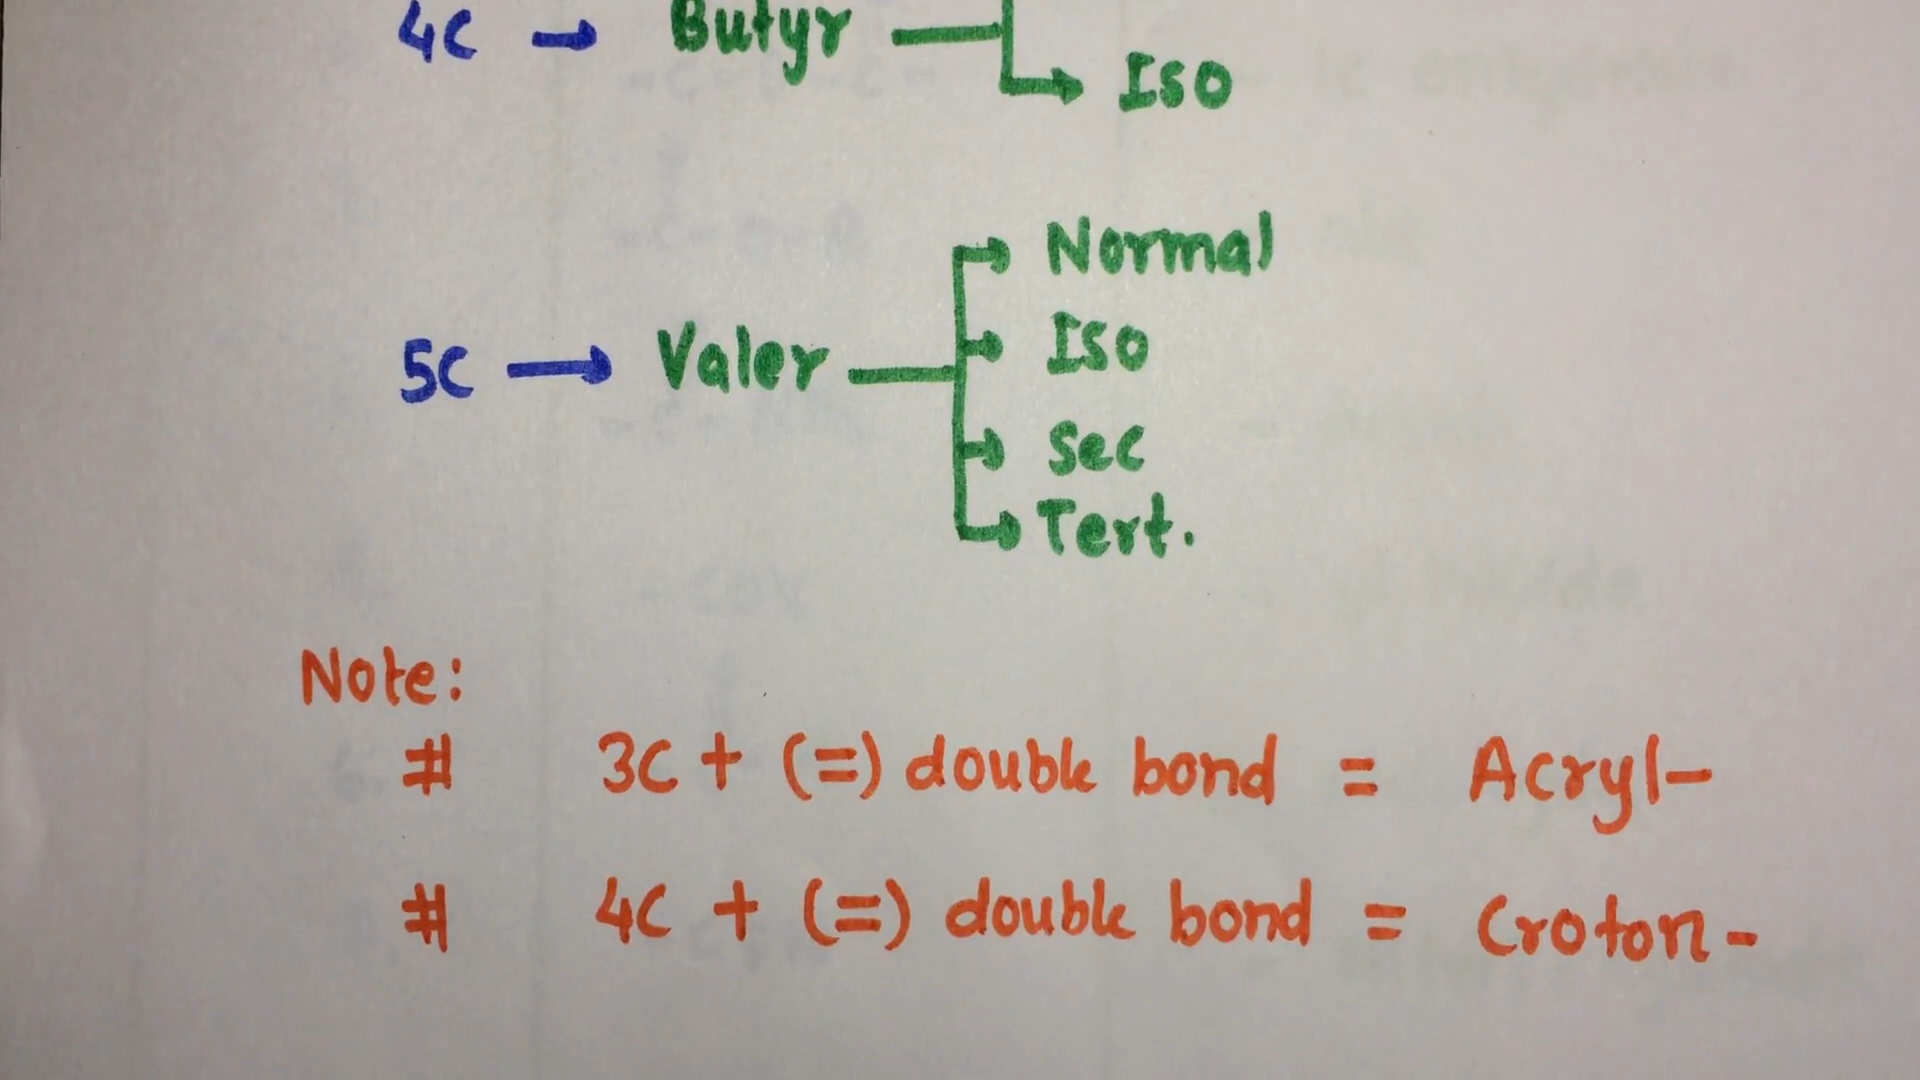 4C → Butyr
Iso
Normal
Iso
5C → Valer
Sec
Tert.
Note:
# 3C + (=) double bond = Acryl-
# 4C + (=) double bond = Croton-